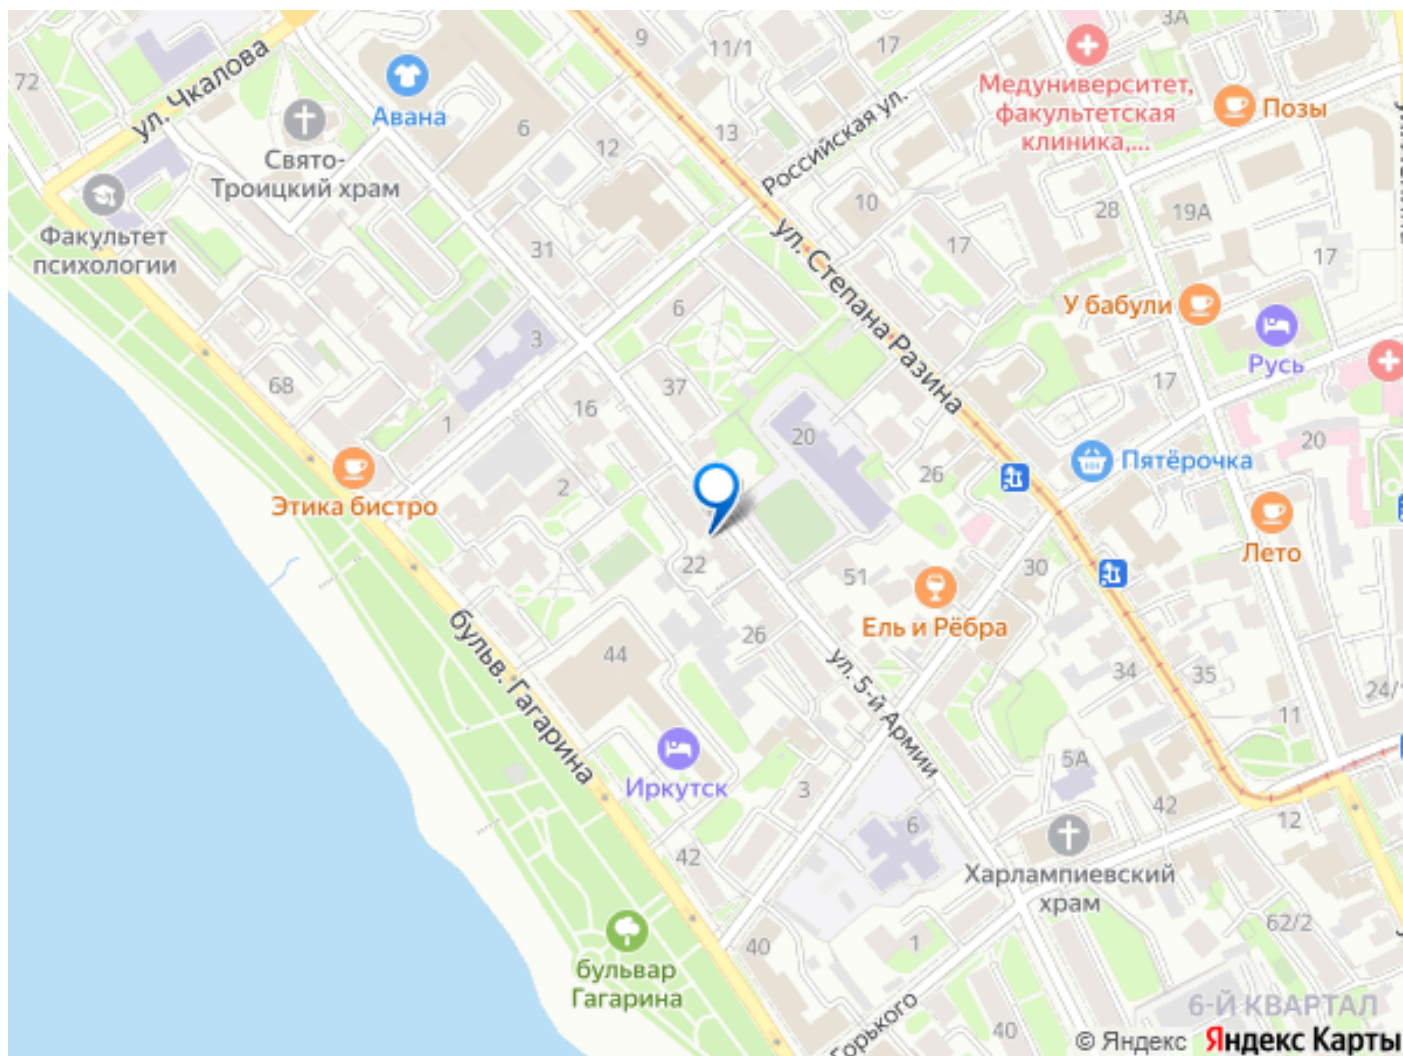 9
11/1
17
3А
72
ул. Чкалова
Авана
6
13
12
Свято-
Троицкий храм
Российская ул.
Медуниверситет,
факультетская
клиника,...
Позы
Факультет
психологии
31
10
28
19А
17
17
ул. Степана Разина
6
3
У бабули
Русь
68
37
16
17
1
20
26
Пятёрочка
20
Этика бистро
2
Лето
22
51
30
Ель и Рёбра
26
44
бульв. Гагарина
ул. 5-й Армии
34
35
24/
11
Иркутск
3
5А
42
12
6
42
Харлампиевский
храм
62/2
40
1
бульвар
Гагарина
Горького
40
6-Й КВАРТАЛ
© Яндекс Яндекс Карты